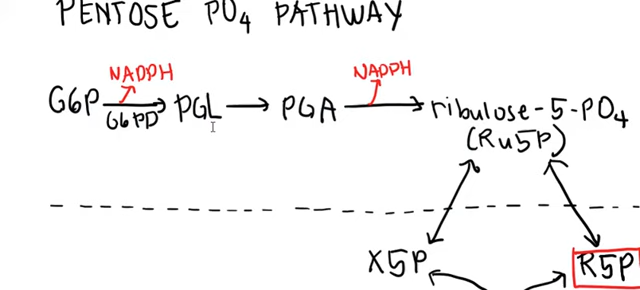 PENTOSE PO4 PATHWAY
NADPH NADPH
G6P PGL PGA ribulose-5-PO4
G6PD (Ru5P)
X5P R5P